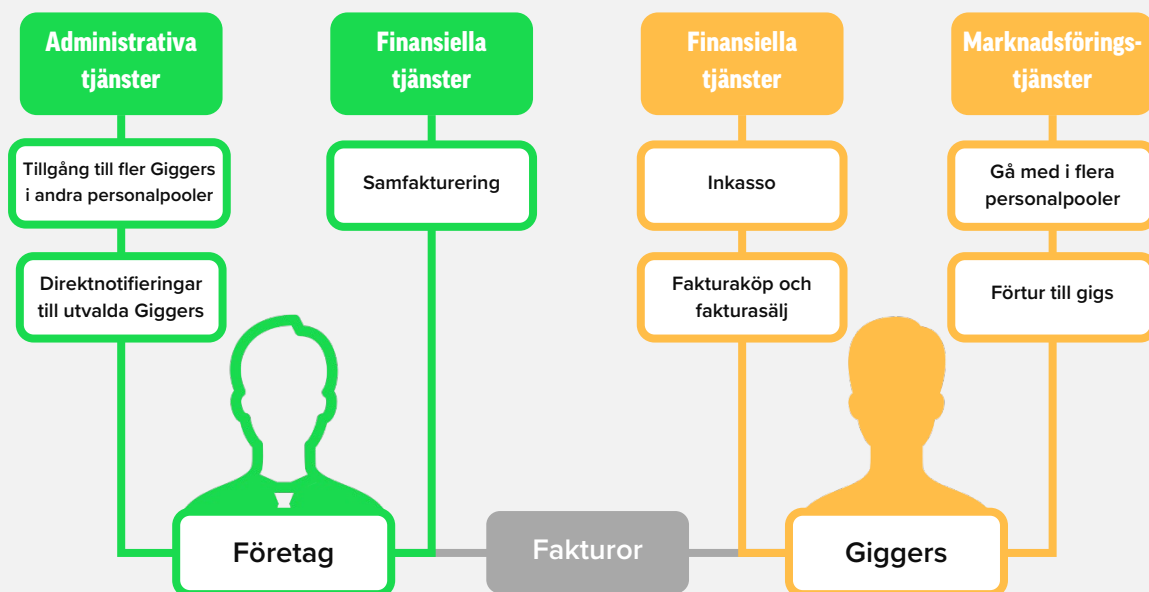 Administrativa
tjänster
Finansiella
tjänster
Finansiella
tjänster
Marknadsförings-
tjänster
Tillgång till fler Giggers
i andra personalpooler
Samfakturering
Inkasso
Gå med i flera
personalpooler
Direktnotifieringar
till utvalda Giggers
Fakturaköp och
fakturasälj
Förtur till gigs
Företag
Fakturor
Giggers